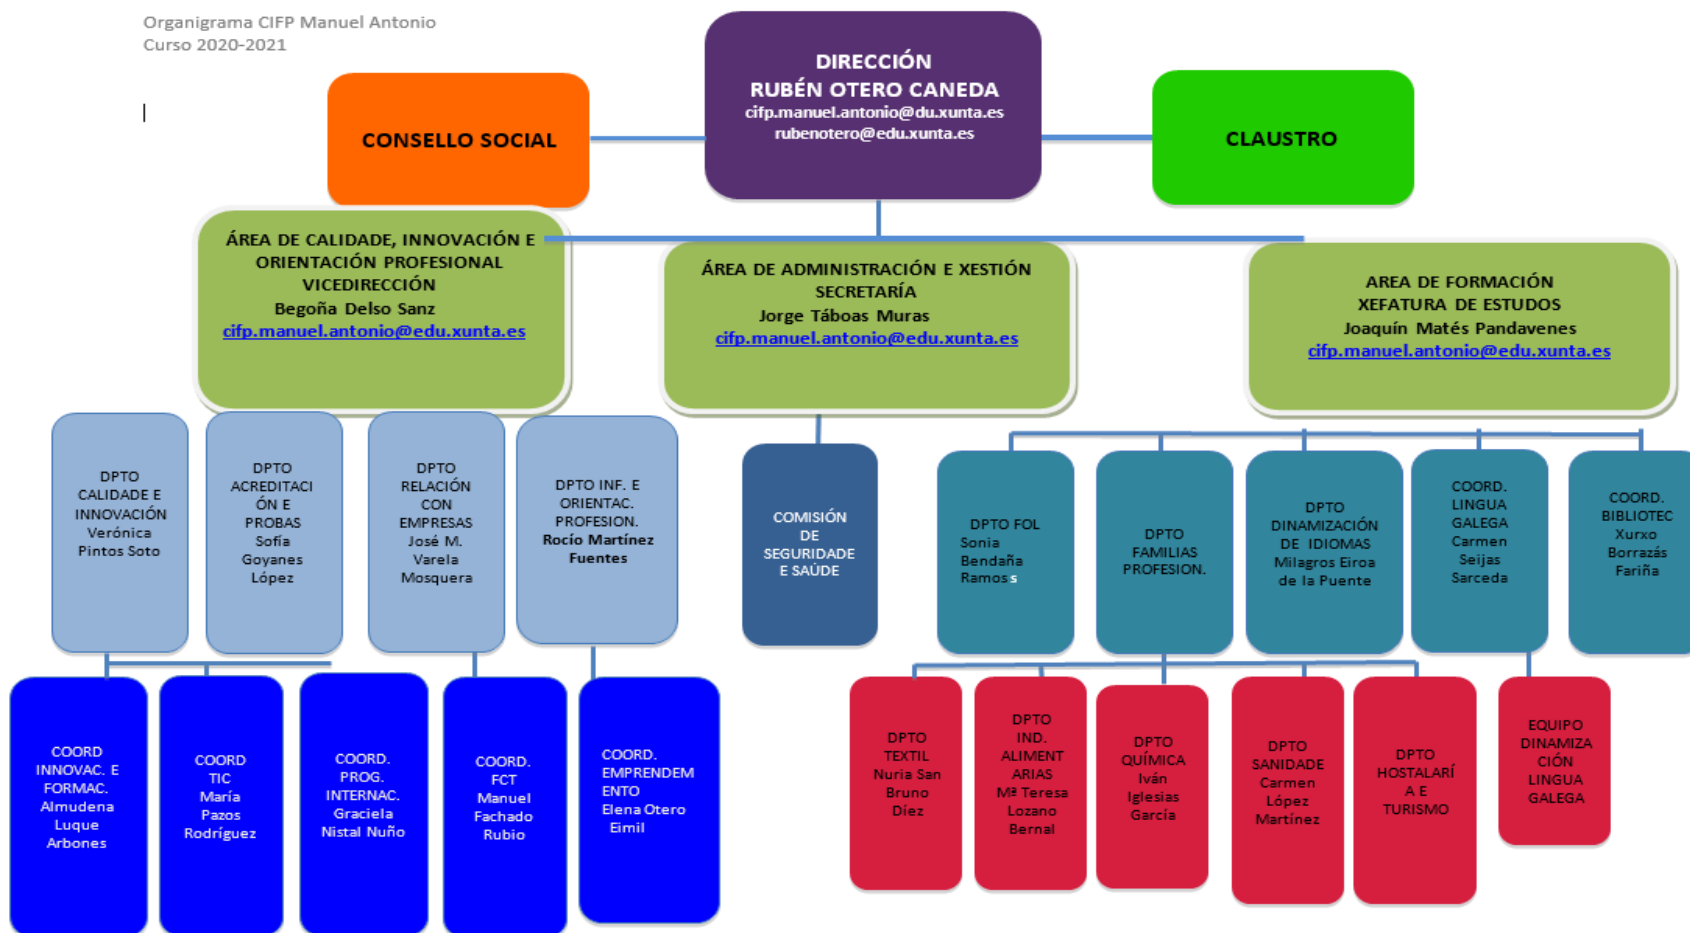 Organigrama CIFP Manuel Antonio
Curso 2020-2021
DIRECCIÓN
RUBÉN OTERO CANEDA
cifp.manuel.antonio@du.xunta.es
rubenotero@edu.xunta.es
CONSELLO SOCIAL
CLAUSTRO
ÁREA DE CALIDADE, INNOVACIÓN E
ORIENTACIÓN PROFESIONAL
VICEDIRECCIÓN
Begoña Delso Sanz
cifp.manuel.antonio@edu.xunta.es
ÁREA DE ADMINISTRACIÓN E XESTIÓN
SECRETARÍA
Jorge Táboas Muras
cifp.manuel.antonio@edu.xunta.es
AREA DE FORMACIÓN
XEFATURA DE ESTUDOS
Joaquín Matés Pandavenes
cifp.manuel.antonio@edu.xunta.es
DPTO
CALIDADE E
INNOVACIÓN
Verónica
Pintos Soto
DPTO
ACREDITACI
ÓN E
PROBAS
Sofía
Goyanes
López
DPTO
RELACIÓN
CON
EMPRESAS
José M.
Varela
Mosquera
DPTO INF. E
ORIENTAC.
PROFESION.
Rocío Martínez
Fuentes
COMISIÓN
DE
SEGURIDADE
E SAÚDE
DPTO FOL
Sonia
Bendaña
Ramos s
DPTO
FAMILIAS
PROFESION.
DPTO
DINAMIZACIÓN
DE IDIOMAS
Milagros Eiroa
de la Puente
COORD.
LINGUA
GALEGA
Carmen
Seijas
Sarceda
COORD.
BIBLIOTEC
Xurxo
Borrazás
Fariña
COORD
INNOVAC. E
FORMAC.
Almudena
Luque
Arbones
COORD
TIC
María
Pazos
Rodríguez
COORD.
PROG.
INTERNAC.
Graciela
Nistal Nuño
COORD.
FCT
Manuel
Fachado
Rubio
COORD.
EMPRENDEM
ENTO
Elena Otero
Eimil
DPTO
TEXTIL
Nuria San
Bruno
Díez
DPTO
IND.
ALIMENT
ARIAS
Mª Teresa
Lozano
Bernal
DPTO
QUÍMICA
Iván
Iglesias
García
DPTO
SANIDADE
Carmen
López
Martínez
DPTO
HOSTALARÍ
A E
TURISMO
EQUIPO
DINAMIZA
CIÓN
LINGUA
GALEGA